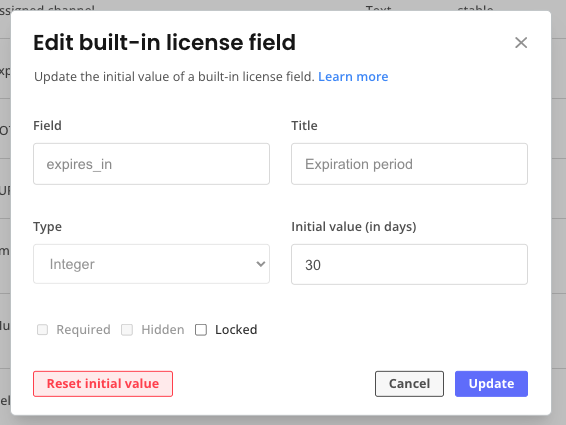 ssigned channel Text stable
Edit built-in license field
Update the initial value of a built-in license field. Learn more
Field Title
expires_in Expiration period
Type Initial value (in days)
Integer 30
Required Hidden Locked
Reset initial value Cancel Update